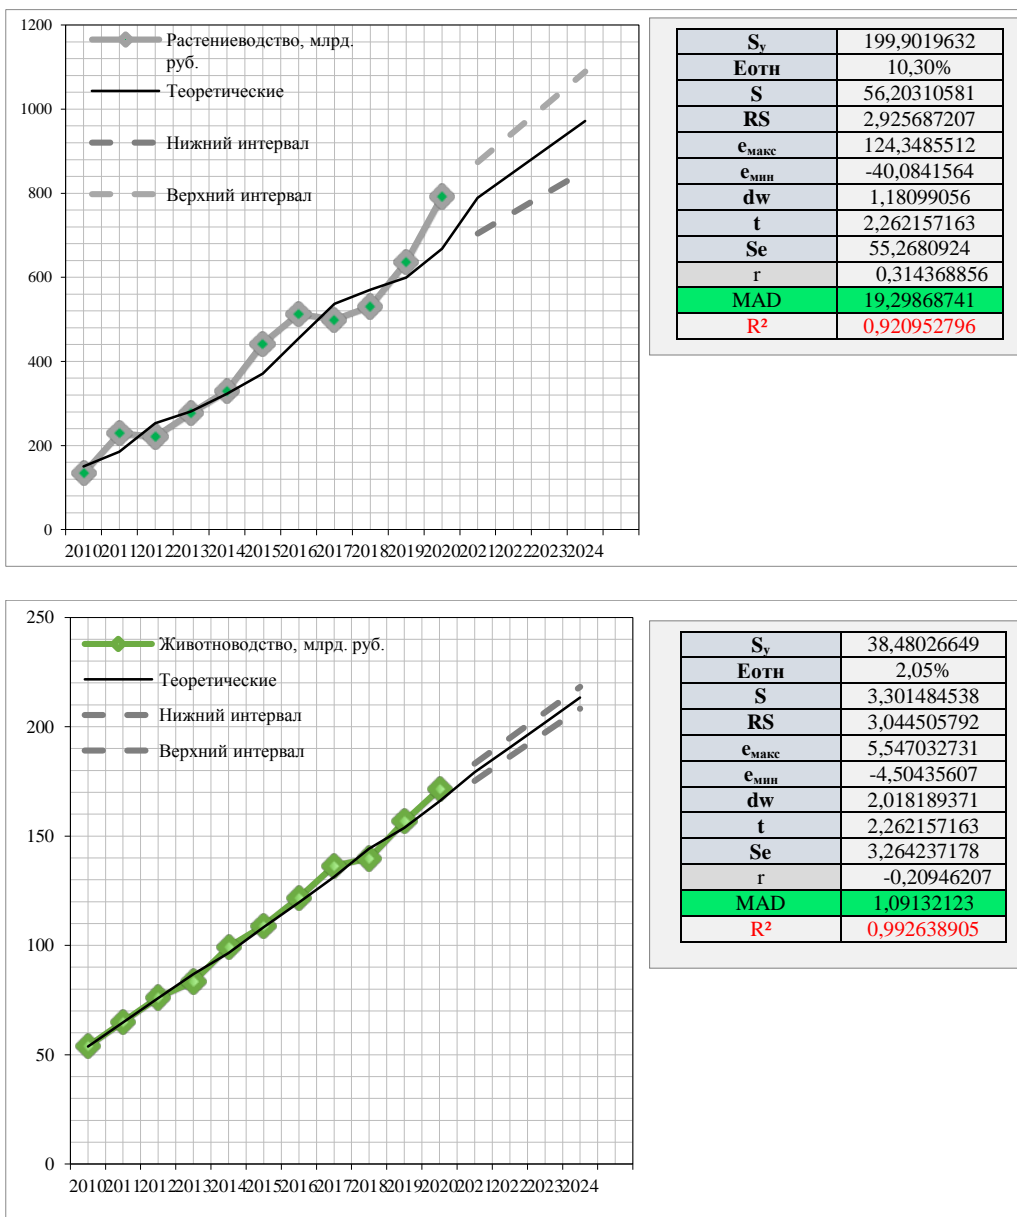 1200
1000
800
600
400
200
0
Растениеводство, млрд.
руб.
Теоретические
Нижний интервал
Верхний интервал
2010 2011 2012 2013 2014 2015 2016 2017 2018 2019 2020 2021 2022 2023 2024
Sу 199,9019632
Еотн 10,30%
S 56,20310581
RS 2,925687207
eмакс 124,3485512
eмин -40,0841564
dw 1,18099056
t 2,262157163
Se 55,2680924
r 0,314368856
MAD 19,29868741
R² 0,920952796
250
200
150
100
50
0
Животноводство, млрд. руб.
Теоретические
Нижний интервал
Верхний интервал
2010 2011 2012 2013 2014 2015 2016 2017 2018 2019 2020 2021 2022 2023 2024
Sу 38,48026649
Еотн 2,05%
S 3,301484538
RS 3,044505792
eмакс 5,547032731
eмин -4,50435607
dw 2,018189371
t 2,262157163
Se 3,264237178
r -0,20946207
MAD 1,09132123
R² 0,992638905